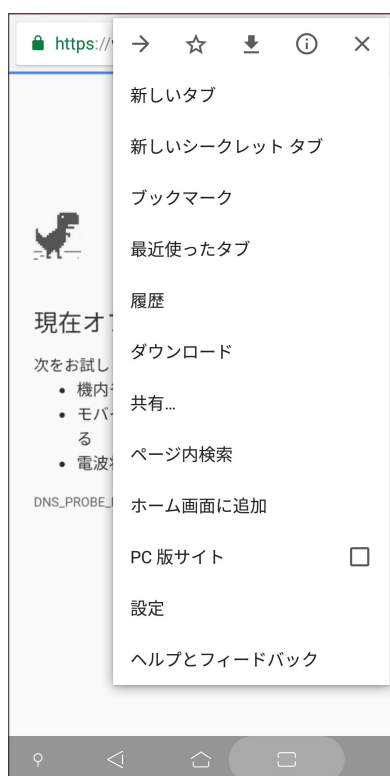 https://
新しいタブ
新しいシークレット タブ
ブックマーク
最近使ったタブ
履歴
ダウンロード
共有...
ページ内検索
ホーム画面に追加
PC 版サイト
設定
ヘルプとフィードバック
現在オ
次をお試し
• 機内
• モバ
る
• 電波
DNS_PROBE_